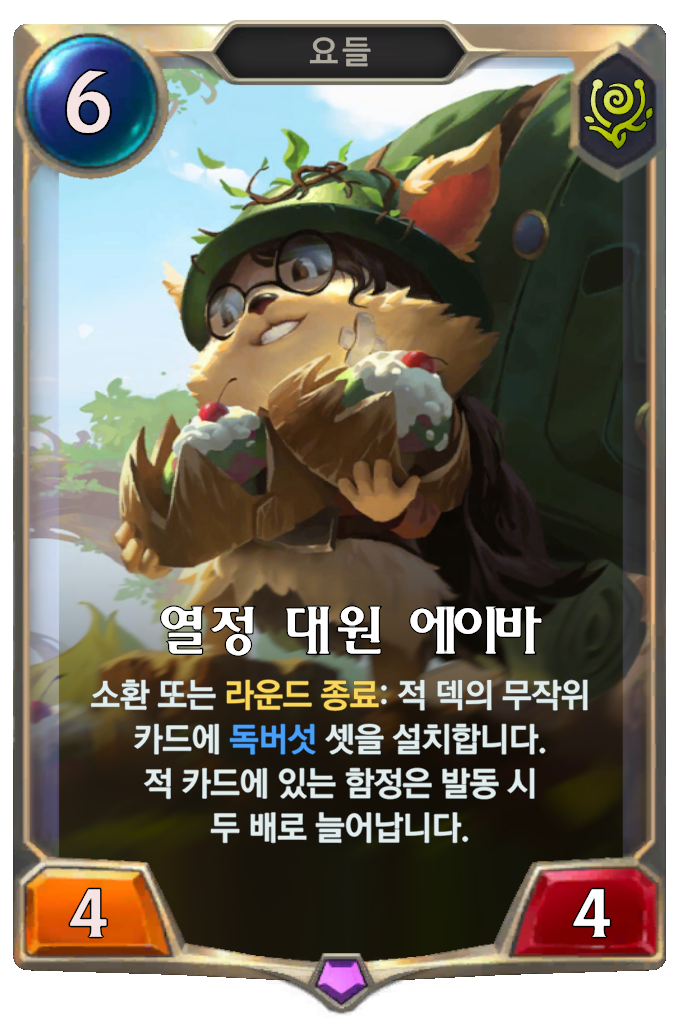 요들
6
열정 대원 에이바
소환 또는 라운드 종료: 적 덱의 무작위
카드에 독버섯 셋을 설치합니다.
적 카드에 있는 함정은 발동 시
두 배로 늘어납니다.
4
4